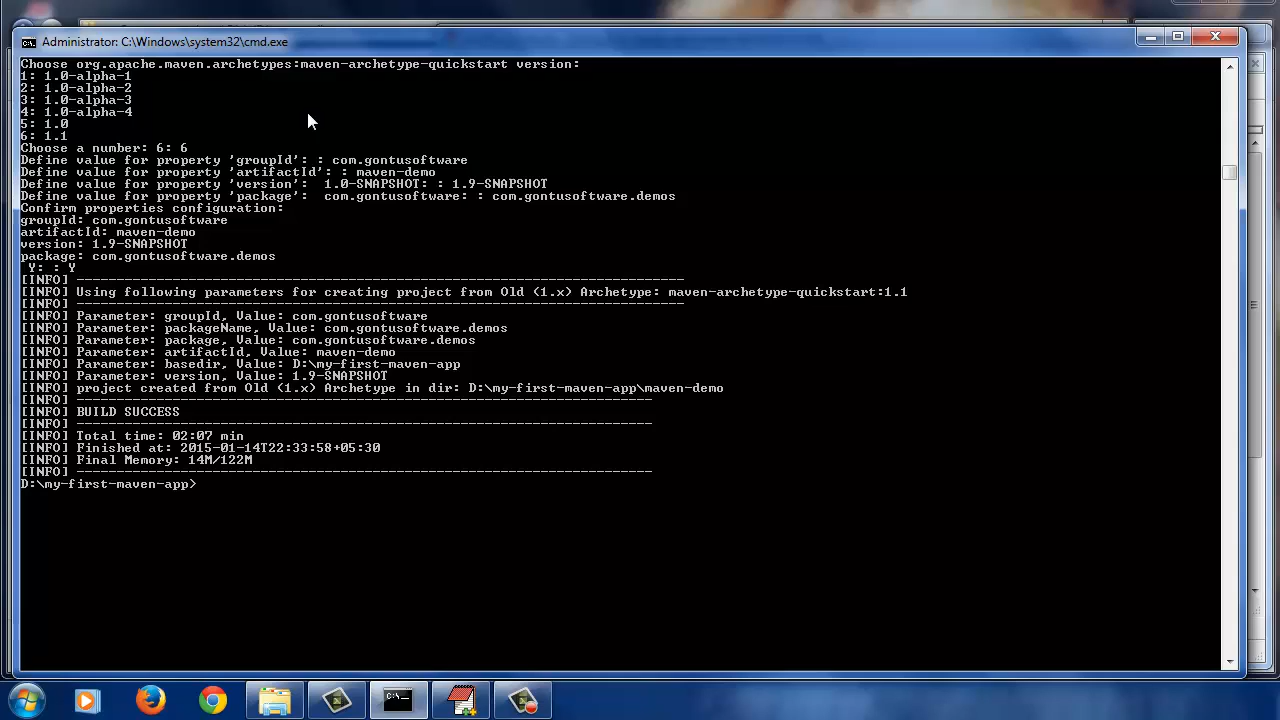 Administrator: C:\Windows\system32\cmd.exe
Choose org.apache.maven.archetypes:maven-archetype-quickstart version:
1: 1.0-alpha-1
2: 1.0-alpha-2
3: 1.0-alpha-3
4: 1.0-alpha-4
5: 1.0
6: 1.1
Choose a number: 6: 6
Define value for property 'groupId': : com.gontusoftware
Define value for property 'artifactId': : maven-demo
Define value for property 'version':  1.0-SNAPSHOT: : 1.9-SNAPSHOT
Define value for property 'package':  com.gontusoftware: : com.gontusoftware.demos
Confirm properties configuration:
groupId: com.gontusoftware
artifactId: maven-demo
version: 1.9-SNAPSHOT
package: com.gontusoftware.demos
 Y: : Y
[INFO] ----------------------------------------------------------------------------
[INFO] Using following parameters for creating project from Old (1.x) Archetype: maven-archetype-quickstart:1.1
[INFO] ----------------------------------------------------------------------------
[INFO] Parameter: groupId, Value: com.gontusoftware
[INFO] Parameter: packageName, Value: com.gontusoftware.demos
[INFO] Parameter: package, Value: com.gontusoftware.demos
[INFO] Parameter: artifactId, Value: maven-demo
[INFO] Parameter: basedir, Value: D:\my-first-maven-app
[INFO] Parameter: version, Value: 1.9-SNAPSHOT
[INFO] project created from Old (1.x) Archetype in dir: D:\my-first-maven-app\maven-demo
[INFO] ------------------------------------------------------------------------
[INFO] BUILD SUCCESS
[INFO] ------------------------------------------------------------------------
[INFO] Total time: 02:07 min
[INFO] Finished at: 2015-01-14T22:33:58+05:30
[INFO] Final Memory: 14M/122M
[INFO] ------------------------------------------------------------------------
D:\my-first-maven-app>